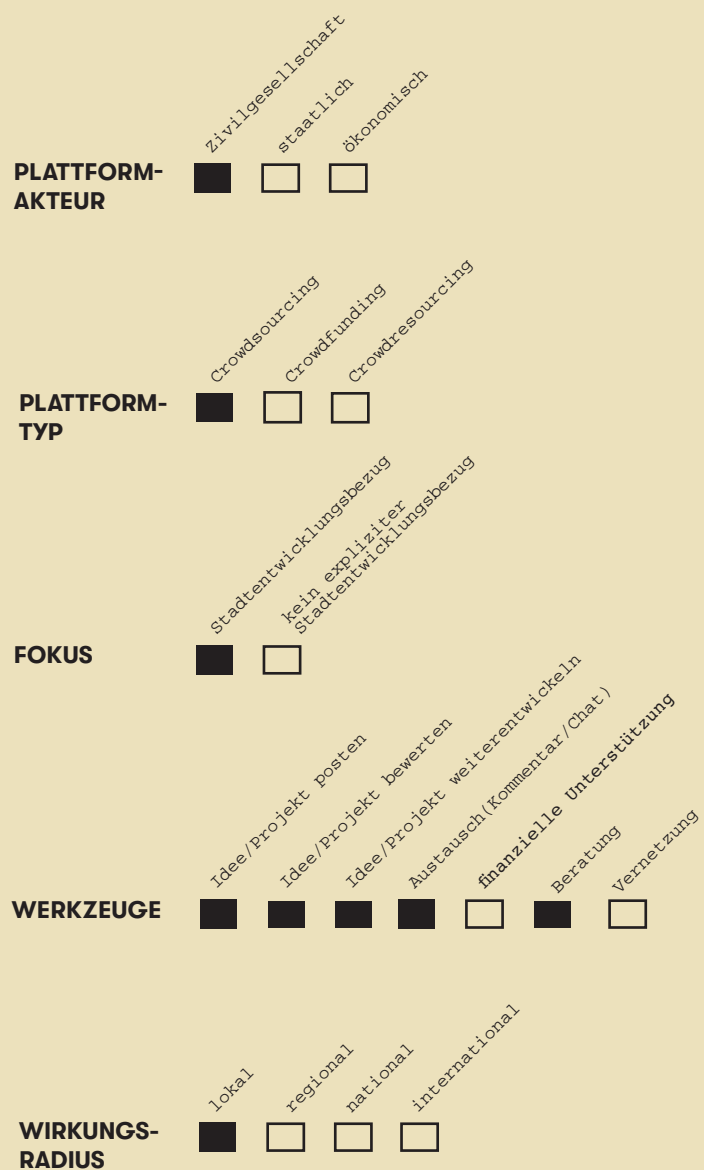 Zivilgesellschaft
staatlich
ökonomisch
PLATTFORM-
AKTEUR
Crowdsourcing
Crowdfunding
Crowdresourcing
PLATTFORM-
TYP
Stadtentwicklungsbezug
kein expliziter
Stadtentwicklungsbezug
FOKUS
Idee/Projekt posten
Idee/Projekt bewerten
Idee/Projekt weiterentwickeln
Austausch(Kommentar/Chat)
finanzielle Unterstützung
Beratung
Vernetzung
WERKZEUGE
lokal
regional
national
international
WIRKUNGS-
RADIUS